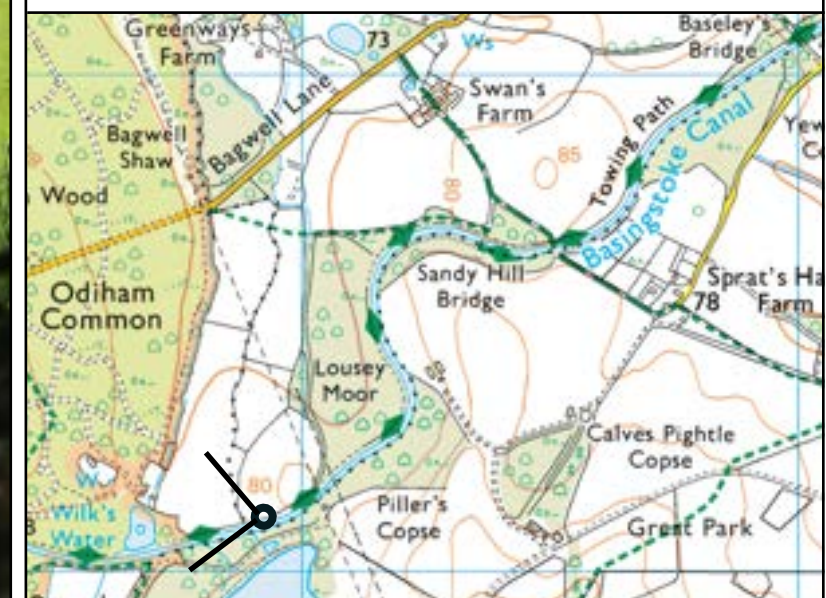 Greenways
Farm
73
Ws
Baseley's
Bridge
Swan's
Farm
Bagwell Lane
Bagwell
Shaw
Towing Path
Basingstoke Canal
85
80
Wood
Odiham
Common
Sandy Hill
Bridge
Sprat's Ha
Farm
78
Lousey
Moor
Calves Pightle
Copse
80
W
Wilk's
Water
8
Piller's
Copse
Great Park